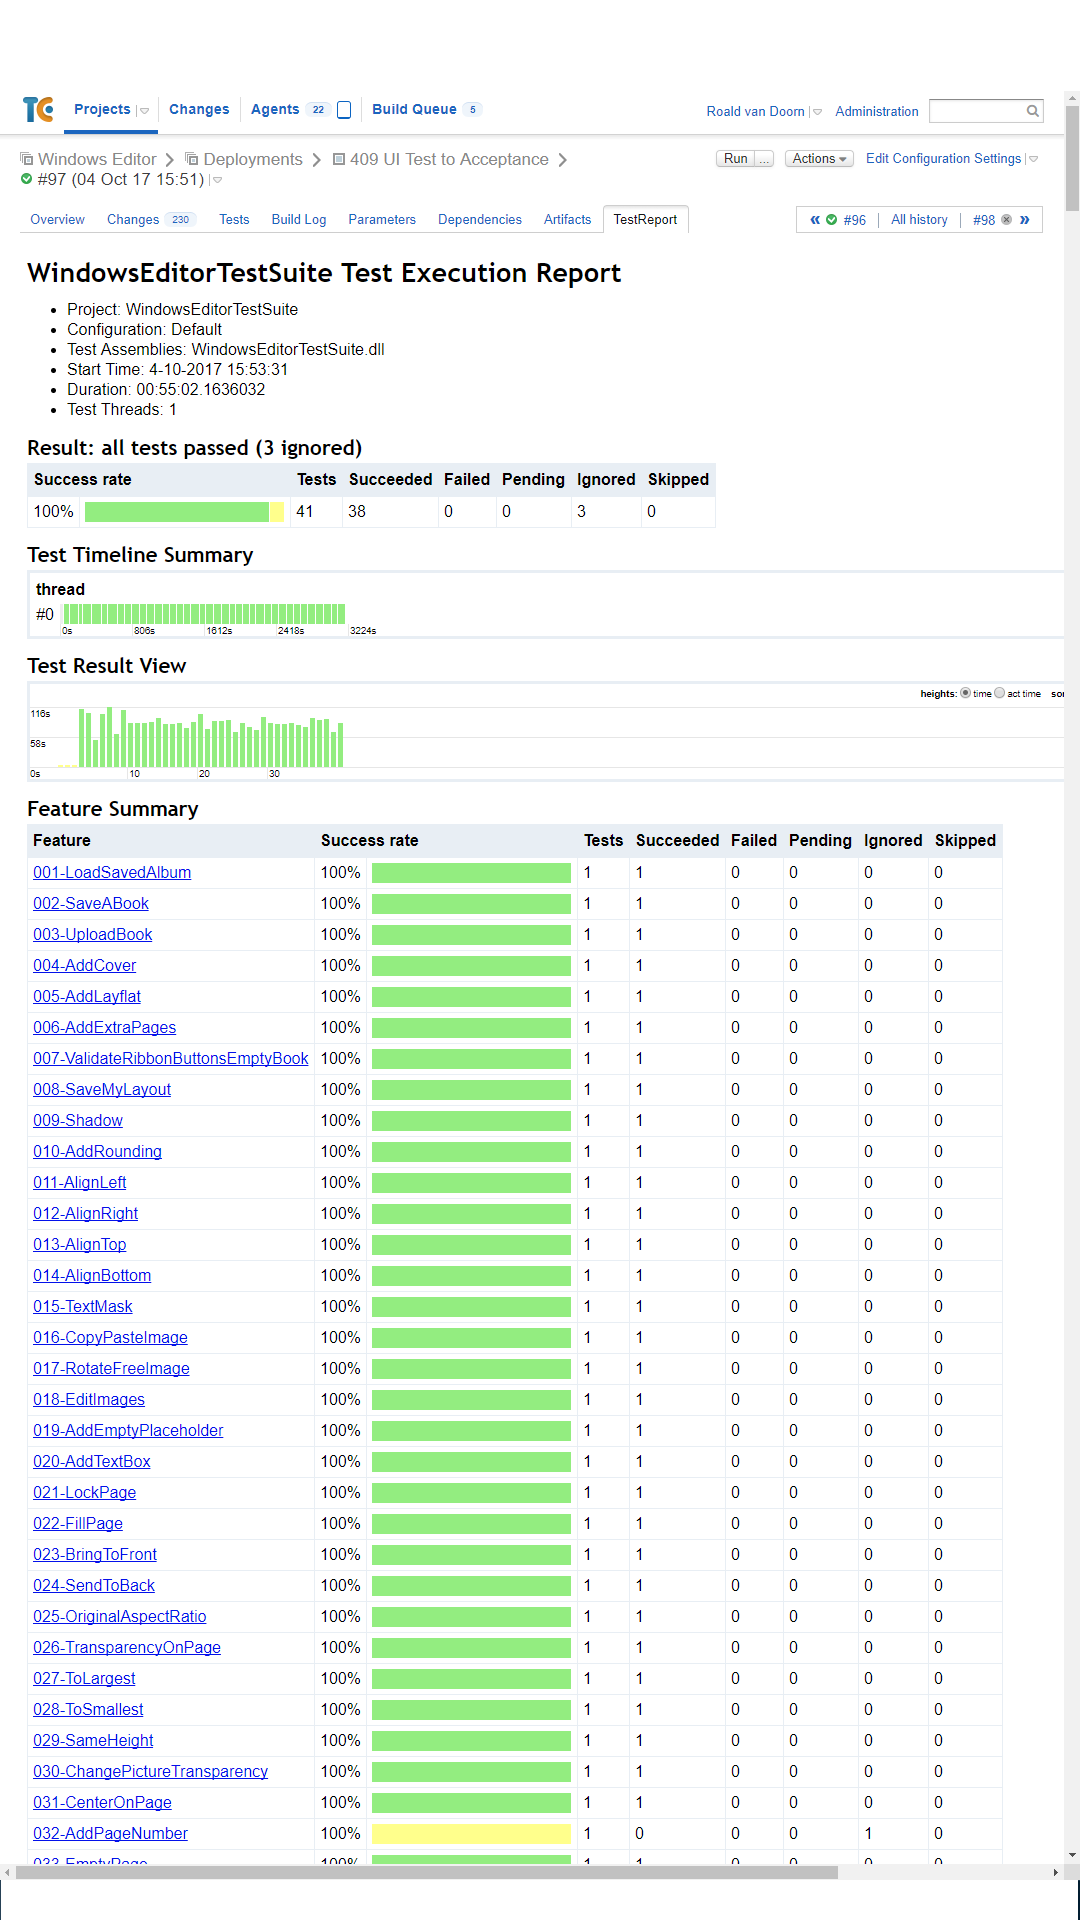 TC Projects Changes Agents 22 Build Queue 5 Roald van Doorn Administration
Windows Editor Deployments 409 UI Test to Acceptance Run ... Actions Edit Configuration Settings
#97 (04 Oct 17 15:51)
Overview Changes 230 Tests Build Log Parameters Dependencies Artifacts TestReport « #96 All history #98 »
WindowsEditorTestSuite Test Execution Report
• Project: WindowsEditorTestSuite
• Configuration: Default
• Test Assemblies: WindowsEditorTestSuite.dll
• Start Time: 4-10-2017 15:53:31
• Duration: 00:55:02.1636032
• Test Threads: 1
Result: all tests passed (3 ignored)
Success rate Tests Succeeded Failed Pending Ignored Skipped
100% 41 38 0 0 3 0
Test Timeline Summary
thread
#0
0s 806s 1612s 2418s 3224s
Test Result View
heights: time act time sor
116s
58s
0s 10 20 30
Feature Summary
Feature Success rate Tests Succeeded Failed Pending Ignored Skipped
001-LoadSavedAlbum 100% 1 1 0 0 0 0
002-SaveABook 100% 1 1 0 0 0 0
003-UploadBook 100% 1 1 0 0 0 0
004-AddCover 100% 1 1 0 0 0 0
005-AddLayflat 100% 1 1 0 0 0 0
006-AddExtraPages 100% 1 1 0 0 0 0
007-ValidateRibbonButtonsEmptyBook 100% 1 1 0 0 0 0
008-SaveMyLayout 100% 1 1 0 0 0 0
009-Shadow 100% 1 1 0 0 0 0
010-AddRounding 100% 1 1 0 0 0 0
011-AlignLeft 100% 1 1 0 0 0 0
012-AlignRight 100% 1 1 0 0 0 0
013-AlignTop 100% 1 1 0 0 0 0
014-AlignBottom 100% 1 1 0 0 0 0
015-TextMask 100% 1 1 0 0 0 0
016-CopyPasteImage 100% 1 1 0 0 0 0
017-RotateFreeImage 100% 1 1 0 0 0 0
018-EditImages 100% 1 1 0 0 0 0
019-AddEmptyPlaceholder 100% 1 1 0 0 0 0
020-AddTextBox 100% 1 1 0 0 0 0
021-LockPage 100% 1 1 0 0 0 0
022-FillPage 100% 1 1 0 0 0 0
023-BringToFront 100% 1 1 0 0 0 0
024-SendToBack 100% 1 1 0 0 0 0
025-OriginalAspectRatio 100% 1 1 0 0 0 0
026-TransparencyOnPage 100% 1 1 0 0 0 0
027-ToLargest 100% 1 1 0 0 0 0
028-ToSmallest 100% 1 1 0 0 0 0
029-SameHeight 100% 1 1 0 0 0 0
030-ChangePictureTransparency 100% 1 1 0 0 0 0
031-CenterOnPage 100% 1 1 0 0 0 0
032-AddPageNumber 100% 1 0 0 0 1 0
033-EmptyPage 100% 1 1 0 0 0 0